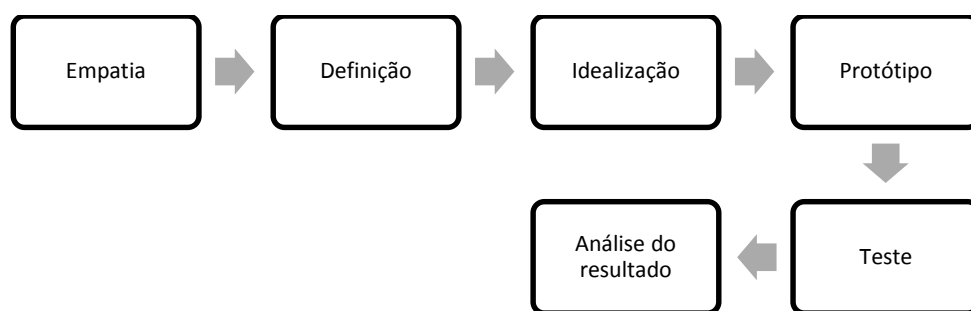 Empatia
Definição
Idealização
Protótipo
Análise do
resultado
Teste